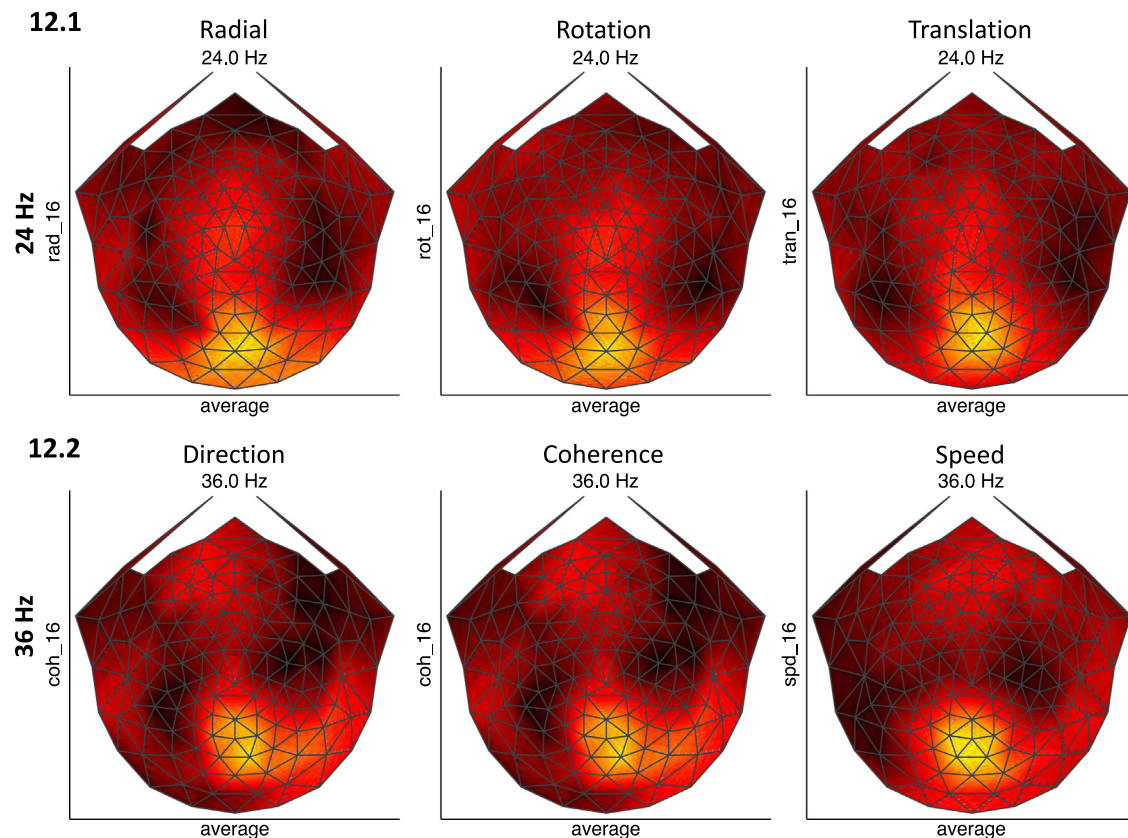 12.1
Radial Rotation Translation
24.0 Hz 24.0 Hz 24.0 Hz
24 Hz
rad_16 rot_16 tran_16
average average average
12.2
Direction Coherence Speed
36.0 Hz 36.0 Hz 36.0 Hz
36 Hz
coh_16 coh_16 spd_16
average average average